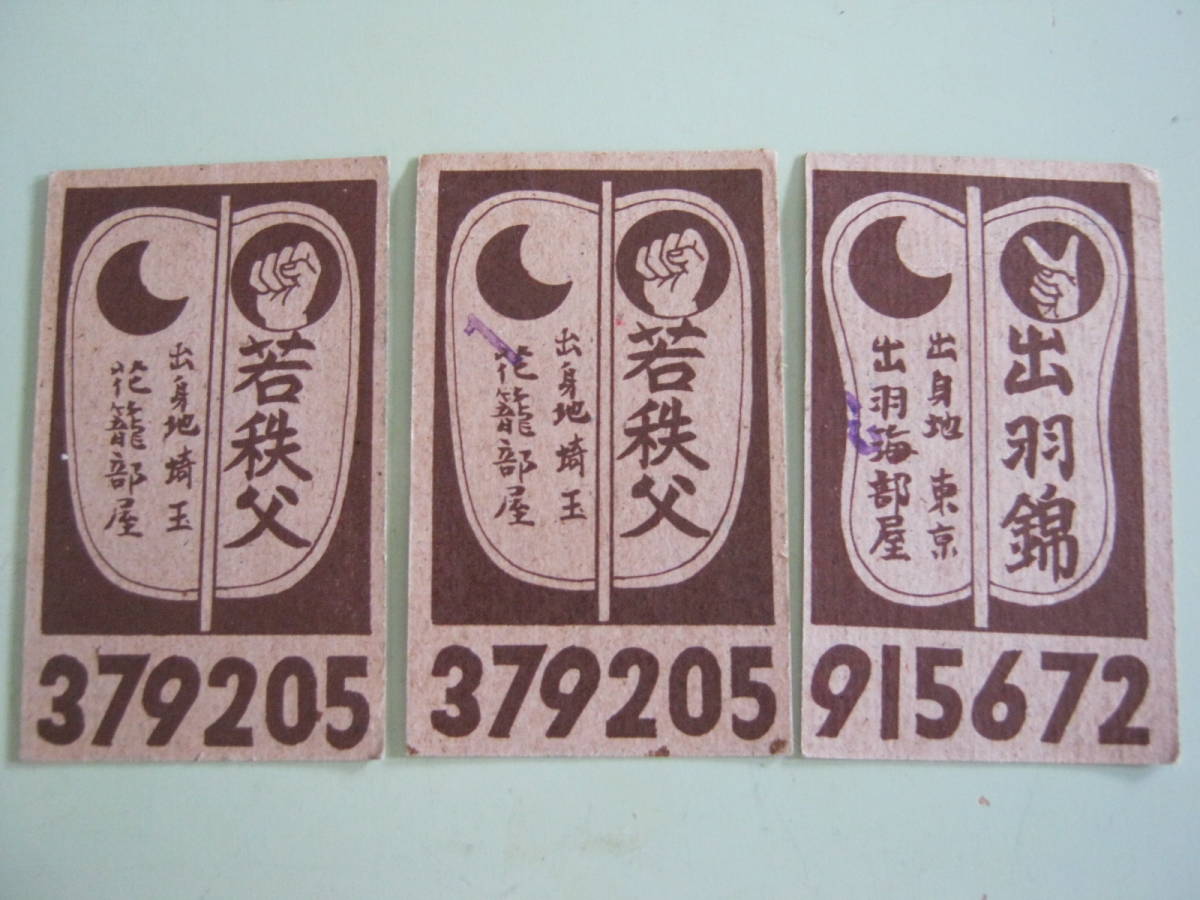 若秩父
出身地 埼玉
花籠部屋
379205
若秩父
出身地 埼玉
花籠部屋
379205
出羽錦
出身地 東京
出羽海部屋
915672